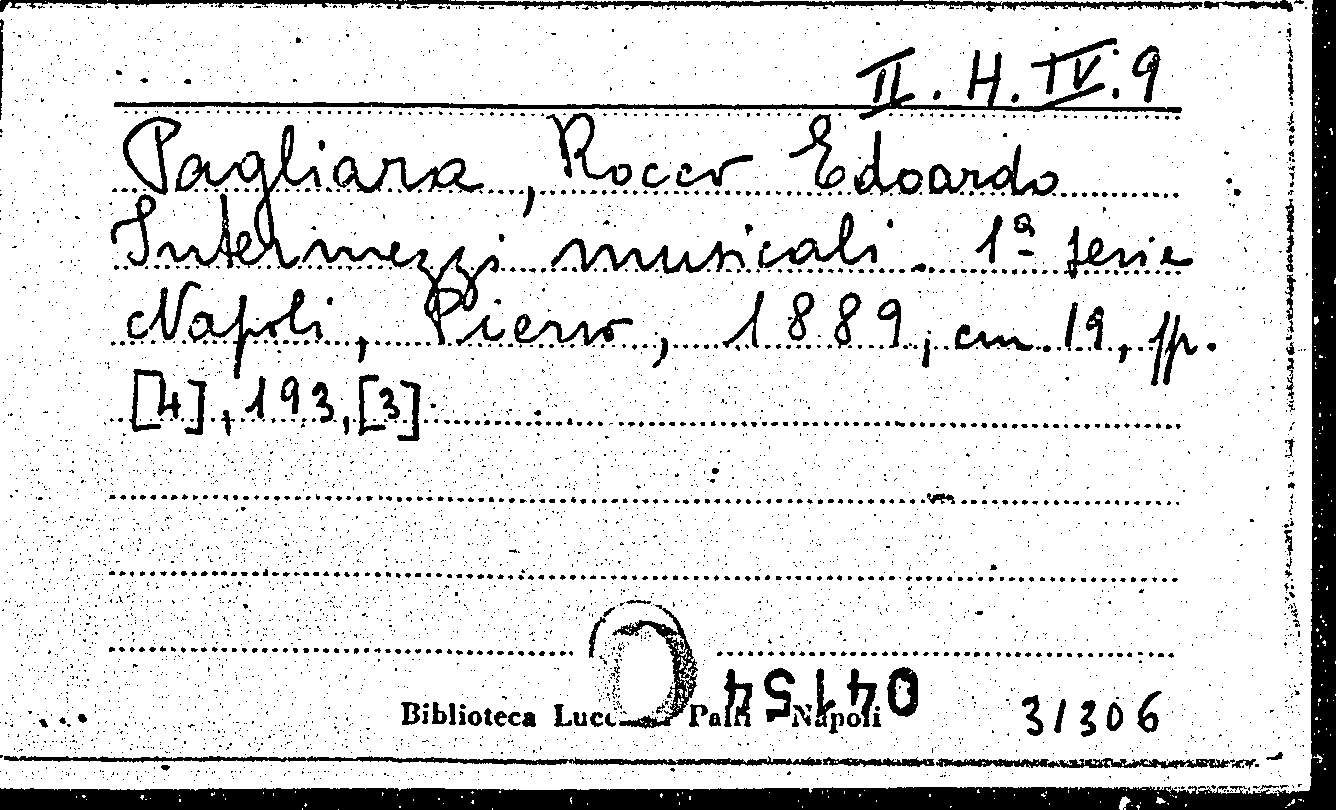 II. H. IV. 9
Pagliara, Rocco Edoardo
Intermezzi musicali. 1ª serie
Napoli, Pierro, 1889, cm. 19, pp.
[4], 193, [3]
04154
Biblioteca Palli Napoli
31306